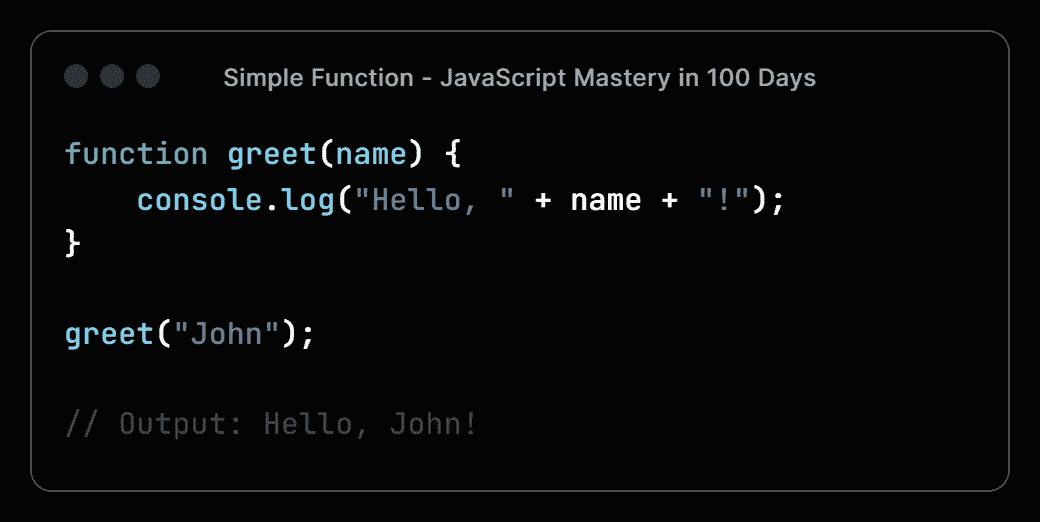 Simple Function - JavaScript Mastery in 100 Days
function greet(name) {
    console.log("Hello, " + name + "!");
}
greet("John");
// Output: Hello, John!